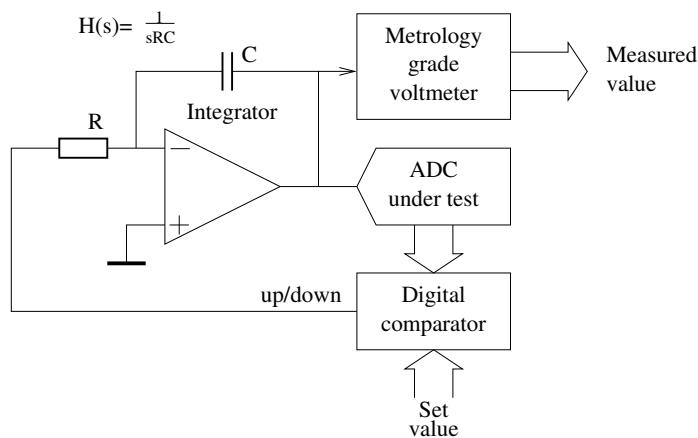 H(s)= 1/sRC
C
Metrology
grade
voltmeter
Measured
value
Integrator
R
−
+
ADC
under test
up/down
Digital
comparator
Set
value